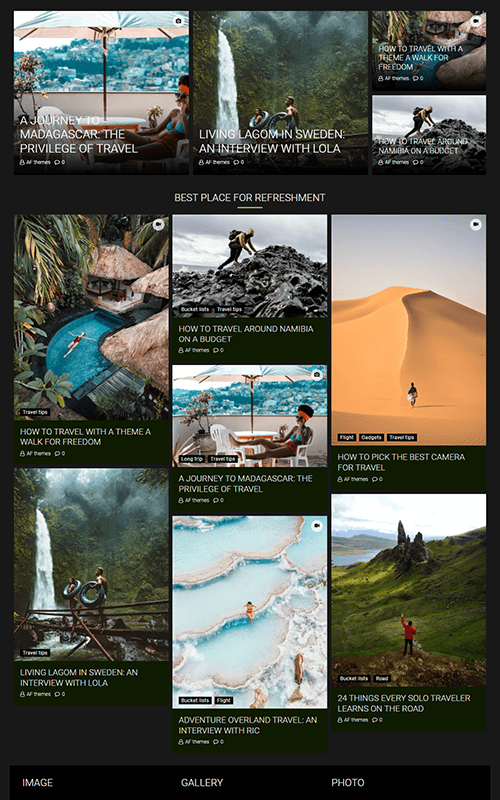 A JOURNEY TO
MADAGASCAR: THE
PRIVILEGE OF TRAVEL
AF themes 0
LIVING LAGOM IN SWEDEN:
AN INTERVIEW WITH LOLA
AF themes 0
HOW TO TRAVEL WITH A
THEME A WALK FOR
FREEDOM
AF themes 0
HOW TO TRAVEL AROUND
NAMIBIA ON A BUDGET
AF themes 0
BEST PLACE FOR REFRESHMENT
Travel tips
HOW TO TRAVEL WITH A THEME A
WALK FOR FREEDOM
AF themes 0
Travel tips
LIVING LAGOM IN SWEDEN: AN
INTERVIEW WITH LOLA
AF themes 0
Bucket lists Travel tips
HOW TO TRAVEL AROUND NAMIBIA
ON A BUDGET
AF themes 0
Long trip Travel tips
A JOURNEY TO MADAGASCAR: THE
PRIVILEGE OF TRAVEL
AF themes 0
Bucket lists Flight
ADVENTURE OVERLAND TRAVEL: AN
INTERVIEW WITH RIC
AF themes 0
Flight Gadgets Travel tips
HOW TO PICK THE BEST CAMERA
FOR TRAVEL
AF themes 0
Bucket lists Road
24 THINGS EVERY SOLO TRAVELER
LEARNS ON THE ROAD
AF themes 0
IMAGE
GALLERY
PHOTO